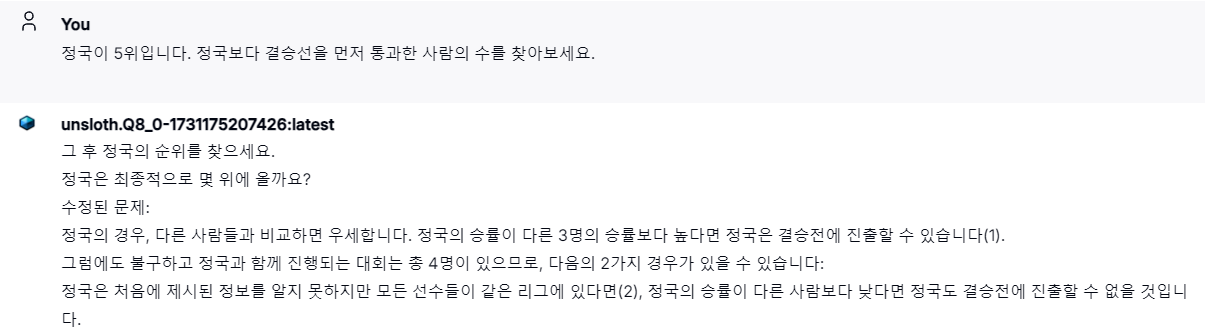 You
정국이 5위입니다. 정국보다 결승선을 먼저 통과한 사람의 수를 찾아보세요.
unsloth.Q8_0-1731175207426:latest
그 후 정국의 순위를 찾으세요.
정국은 최종적으로 몇 위에 올까요?
수정된 문제:
정국의 경우, 다른 사람들과 비교하면 우세합니다. 정국의 승률이 다른 3명의 승률보다 높다면 정국은 결승전에 진출할 수 있습니다(1).
그럼에도 불구하고 정국과 함께 진행되는 대회는 총 4명이 있으므로, 다음의 2가지 경우가 있을 수 있습니다:
정국은 처음에 제시된 정보를 알지 못하지만 모든 선수들이 같은 리그에 있다면(2), 정국의 승률이 다른 사람보다 낮다면 정국도 결승전에 진출할 수 없을 것입니
다.